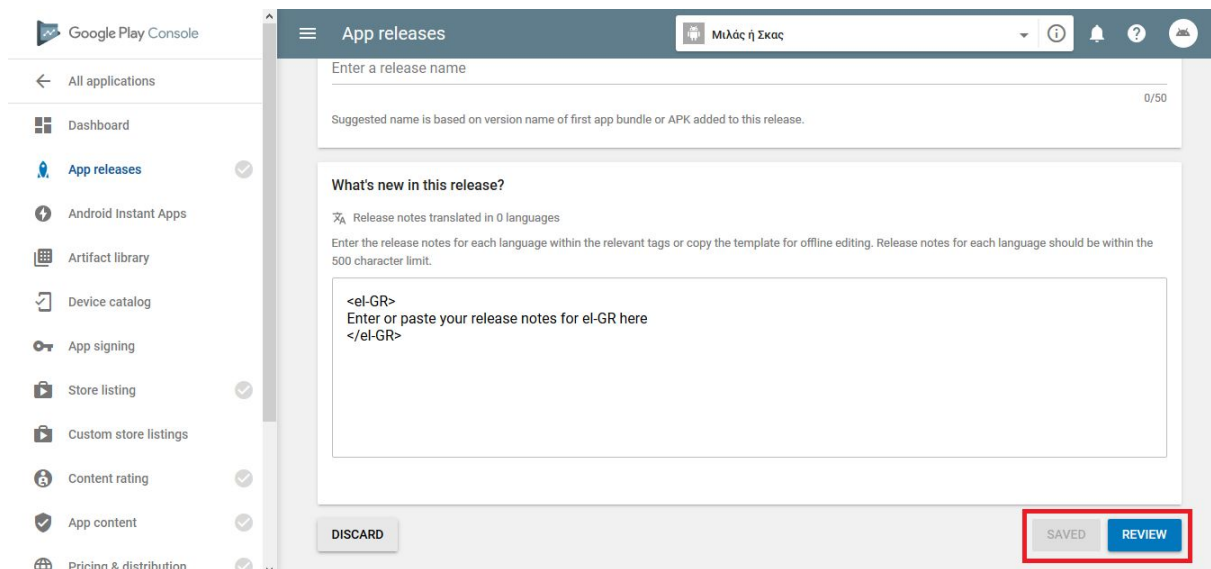 Google Play Console
All applications
Dashboard
App releases
Android Instant Apps
Artifact library
Device catalog
App signing
Store listing
Custom store listings
Content rating
App content
Pricing & distribution
App releases
Μιλάς ή Σκας
Enter a release name
0/50
Suggested name is based on version name of first app bundle or APK added to this release.
What's new in this release?
Release notes translated in 0 languages
Enter the release notes for each language within the relevant tags or copy the template for offline editing. Release notes for each language should be within the
500 character limit.
<el-GR>
Enter or paste your release notes for el-GR here
</el-GR>
DISCARD
SAVED
REVIEW